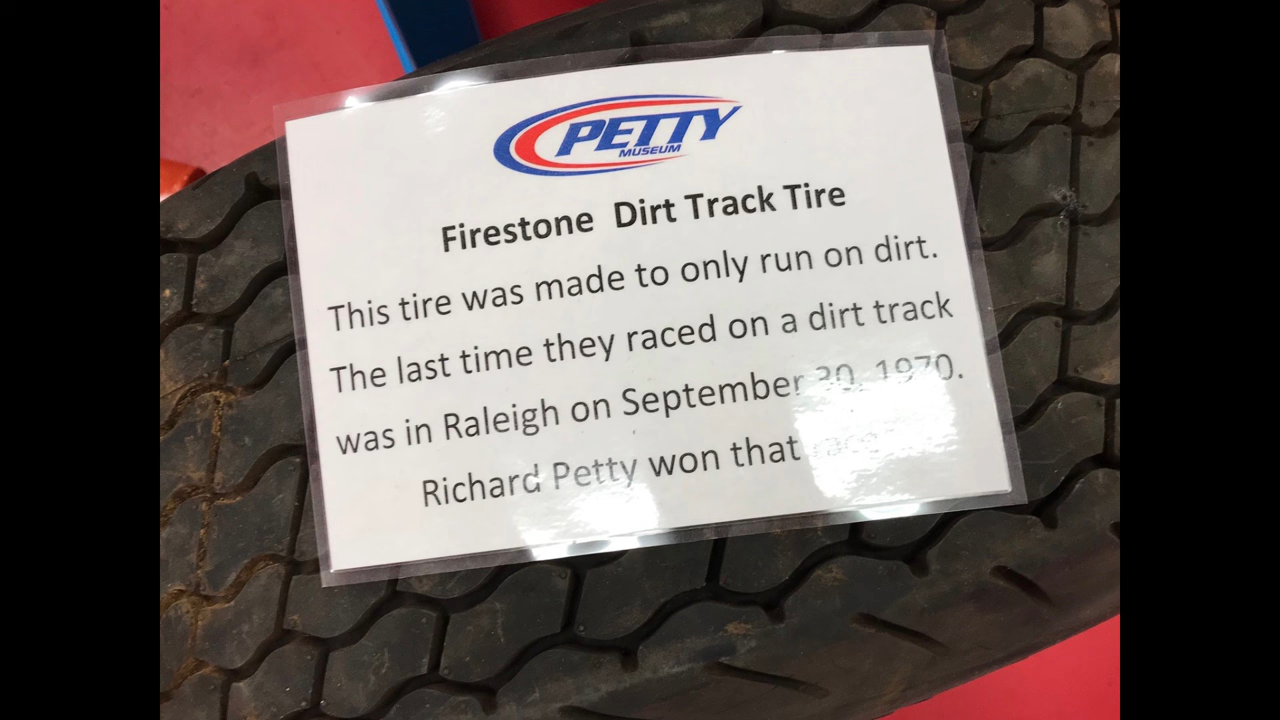 PETTY
MUSEUM
Firestone Dirt Track Tire
This tire was made to only run on dirt.
The last time they raced on a dirt track
was in Raleigh on September 30, 1970.
Richard Petty won that race